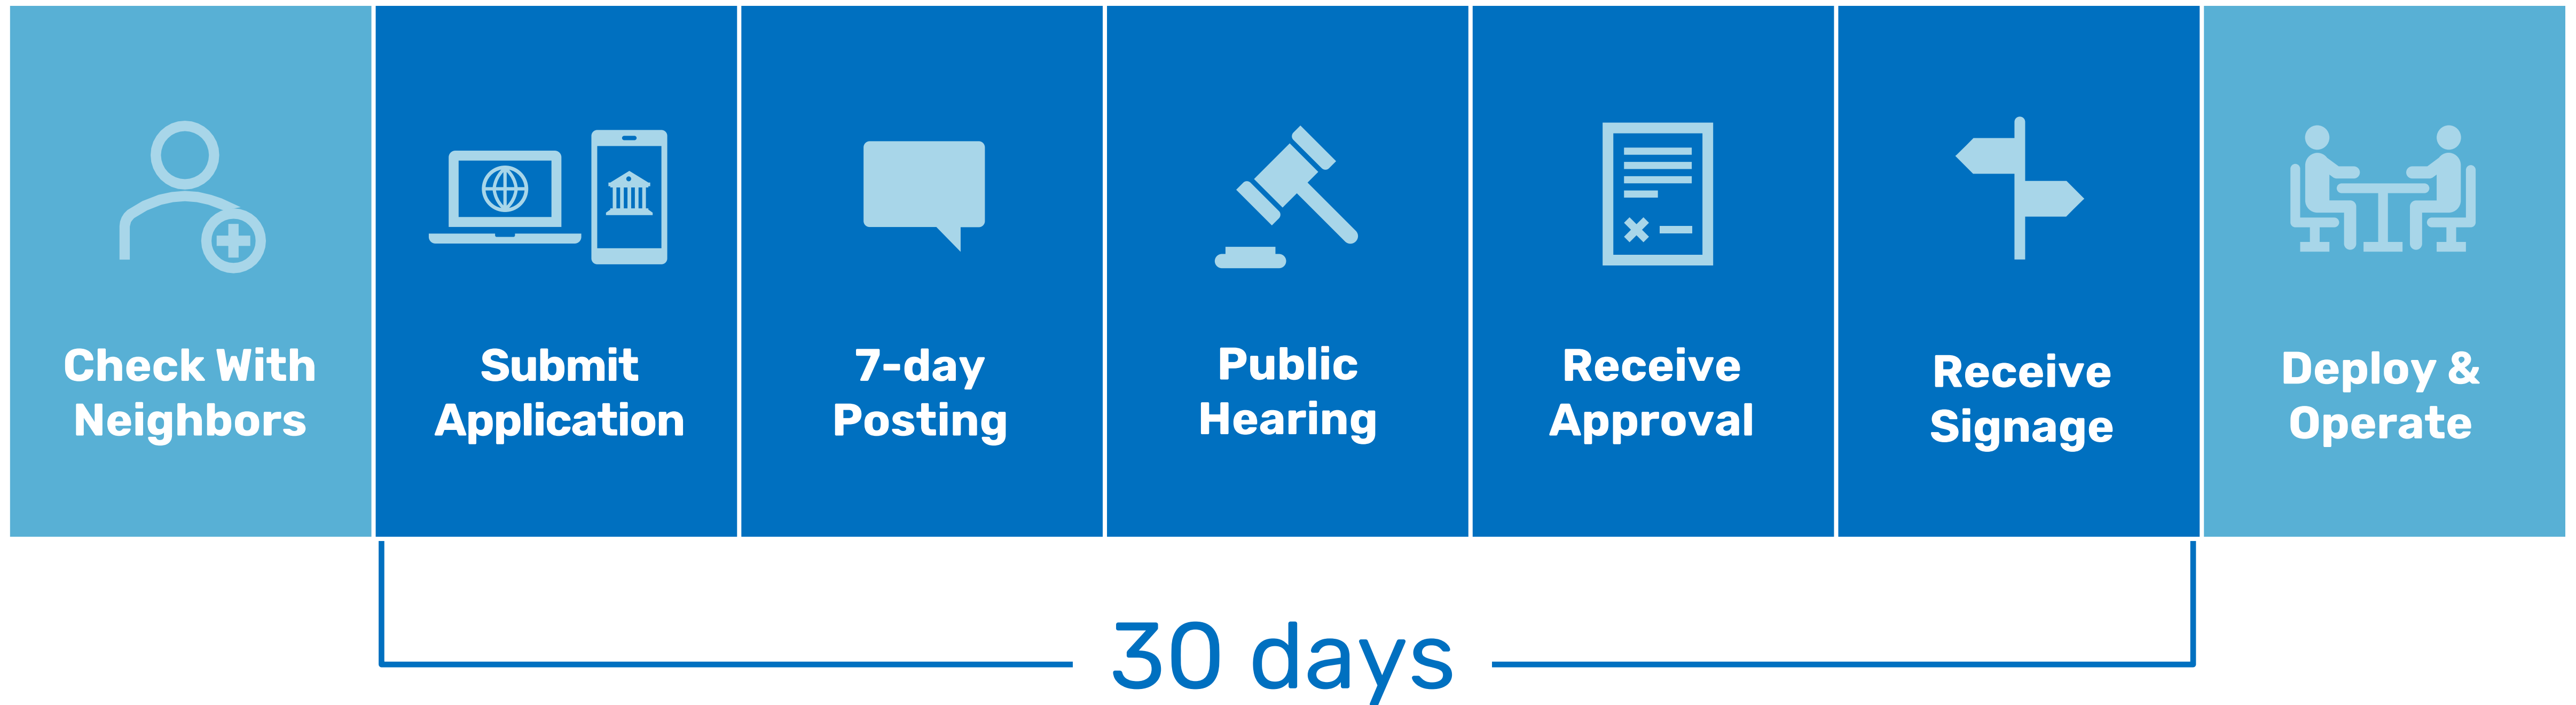 Check With
Neighbors
Submit
Application
7-day
Posting
Public
Hearing
Receive
Approval
Receive
Signage
Deploy &
Operate
30 days